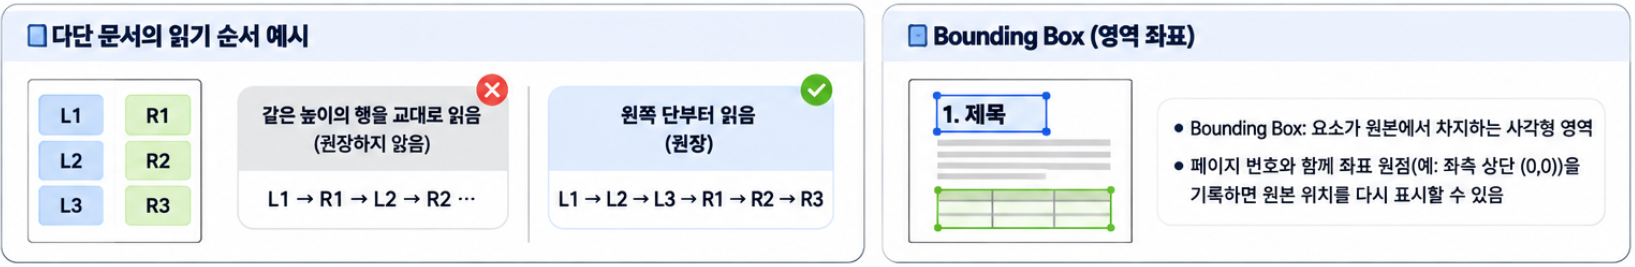 다단 문서의 읽기 순서 예시
L1
L2
L3
R1
R2
R3
같은 높이의 행을 교대로 읽음
(권장하지 않음)
L1 → R1 → L2 → R2 ···
왼쪽 단부터 읽음
(권장)
L1 → L2 → L3 → R1 → R2 → R3
Bounding Box (영역 좌표)
1. 제목
• Bounding Box: 요소가 원본에서 차지하는 사각형 영역
• 페이지 번호와 함께 좌표 원점(예: 좌측 상단 (0,0))을
기록하면 원본 위치를 다시 표시할 수 있음